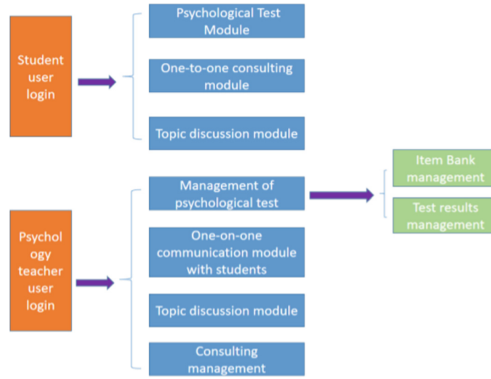 Student
user
login
Psychological Test
Module
One-to-one consulting
module
Topic discussion module
Psychol
ogy
teacher
user
login
Management of
psychological test
One-on-one
communication module
with students
Topic discussion module
Consulting
management
Item Bank
management
Test results
management